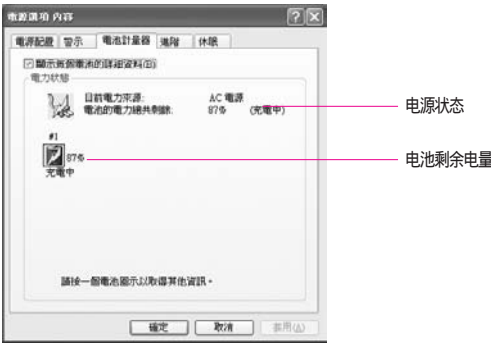 電源選項 內容
電源配置 警示 電池計量器 進階 休眠
顯示每個電池的詳細資料(D)
電力狀態
目前電力來源: AC 電源
電池的電力總共剩餘: 87% (充電中)
电源状态
#1
87%
电池剩余电量
充電中
請按一個電池圖示以取得其他資訊。
確定 取消 套用(A)